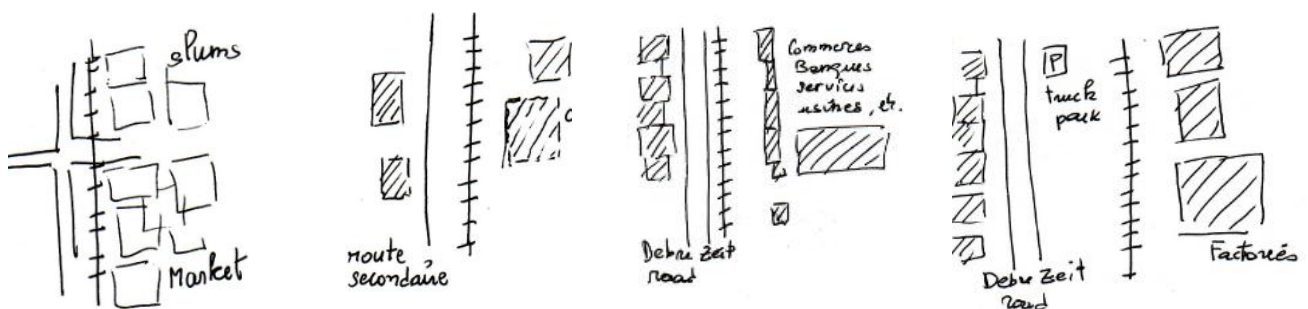 slums
Market
route
secondaire
Debre Zeit
road
Commerces
Banques
services
usines, etc.
P
truck
park
Debre Zeit
road
Factories